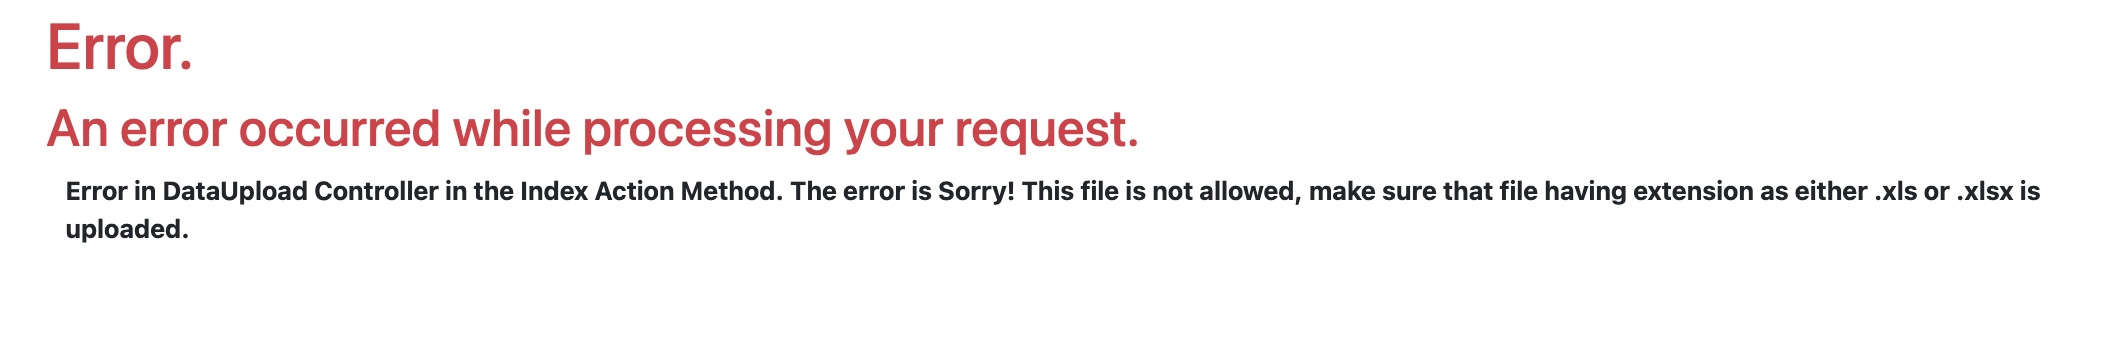 Error.
An error occurred while processing your request.
Error in DataUpload Controller in the Index Action Method. The error is Sorry! This file is not allowed, make sure that file having extension as either .xls or .xlsx is
uploaded.